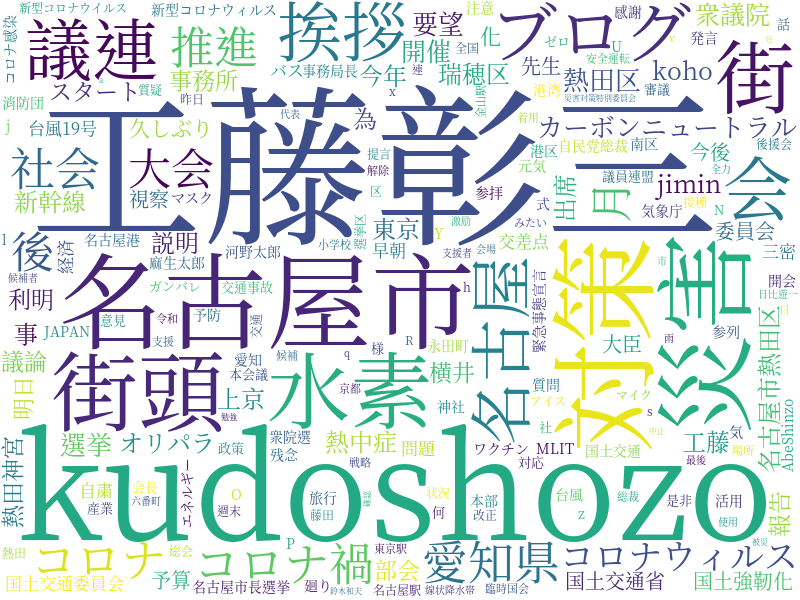 新型コロナウイルス
新型コロナウィルス
コロナ感染
議連
推進
挨拶
ブログ
街
要望
衆議院
注意
感謝
発言
話
開催
化
全国
ゼロ
U
安全運転
v
バス
事務局長
今年
先生
koho
事務所
スタート
瑞穂区
熱田区
港湾
審議
質疑
昨日
連
x
金山駅
災害対策特別委員会
消防団
j
台風19号
久しぶり
為
代表
着用
カーボンニュートラル
工藤彰三
社会
大会
視察
マスク
提言
解除
区
参拝
港区
自民党総裁
南区
後援会
元気
議員連盟
全力
今後
会
月
出席
jimin
式
気象庁
接種
N
委員会
新幹線
後
経済
説明
名古屋港
麻生太郎
河野太郎
東京
早朝
小学校
選挙区
支援者
会場
激励
みたい
交差点
Y
三密
l
利明
候補者
ガンバレ
交通事故
h
事
JAPAN
意見
令和
予防
交通
名古屋市
名古屋
対策
災害
緊急事態宣言
市
開会
日比遊一
目
参列
大臣
雨
議論
明日
支援
愛知
候補
q
様
R
永田町
街頭
水素
本会議
京都
横井
質問
神社
アイス
マイク
社
s
上京
勉強
名古屋市熱田区
AbeShinzo
熱田神宮
選挙
オリパラ
政策
衆院選
残念
熱中症
問題
ワクチン
MLIT
対応
工藤
気
中止
最後
国土交通
場所
kudoshozo
自粛
産業
会長
六番町
エネルギー
O
週末
戦略
旅行
藤田
確認
状況
何
本部
改正
台風
z
総裁
是非
活用
使用
報告
コロナ
熱田
総会
コロナ禍
P
東京駅
部会
愛知県
コロナウィルス
被災
国土交通委員会
予算
名古屋市長選挙
廻り
鈴木和夫
名古屋駅
線状降水帯
臨時国会
国土交通省
国土強靭化